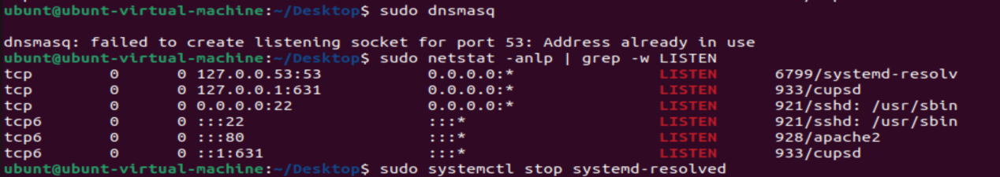 ubunt@ubunt-virtual-machine:~/Desktop$ sudo dnsmasq
dnsmasq: failed to create listening socket for port 53: Address already in use
ubunt@ubunt-virtual-machine:~/Desktop$ sudo netstat -anlp | grep -w LISTEN
tcp 0 0 127.0.0.53:53 0.0.0.0:* LISTEN 6799/systemd-resolv
tcp 0 0 127.0.0.1:631 0.0.0.0:* LISTEN 933/cupsd
tcp 0 0 0.0.0.0:22 0.0.0.0:* LISTEN 921/sshd: /usr/sbin
tcp6 0 0 :::22 :::* LISTEN 921/sshd: /usr/sbin
tcp6 0 0 :::80 :::* LISTEN 928/apache2
tcp6 0 0 ::1:631 :::* LISTEN 933/cupsd
ubunt@ubunt-virtual-machine:~/Desktop$ sudo systemctl stop systemd-resolved